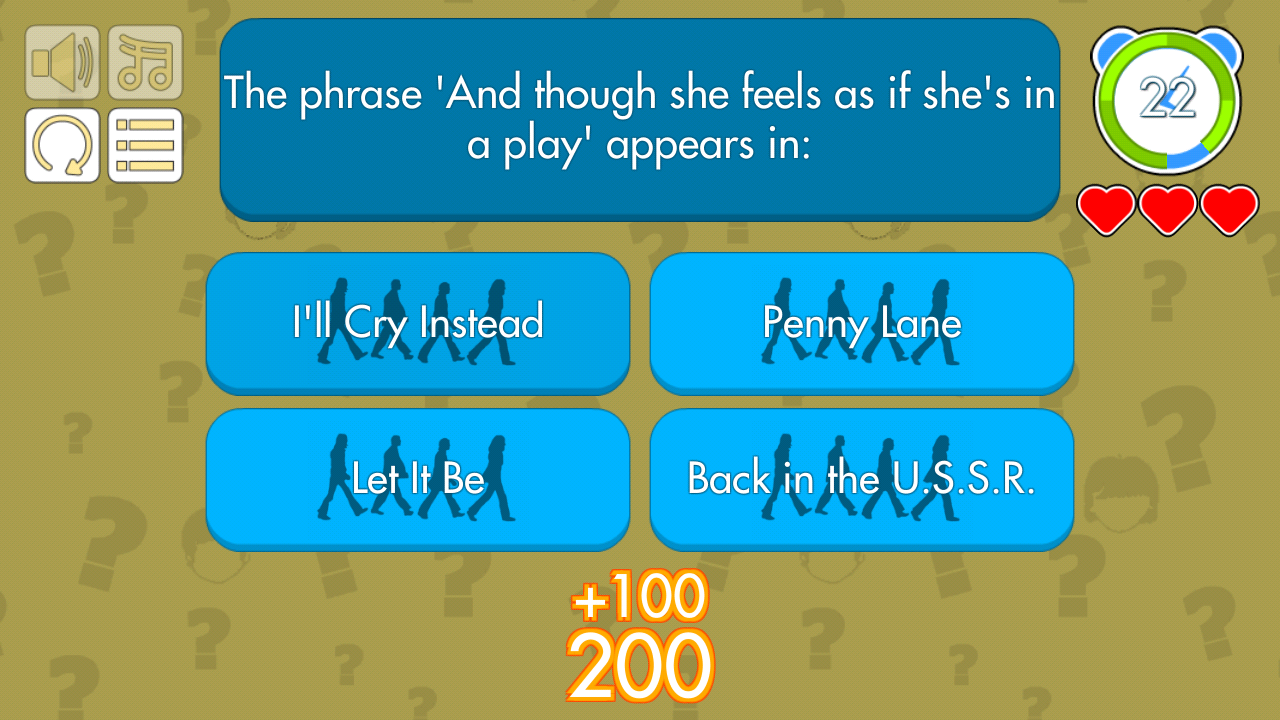 The phrase 'And though she feels as if she's in
a play' appears in:
22
I'll Cry Instead
Penny Lane
Let It Be
Back in the U.S.S.R.
+100
200